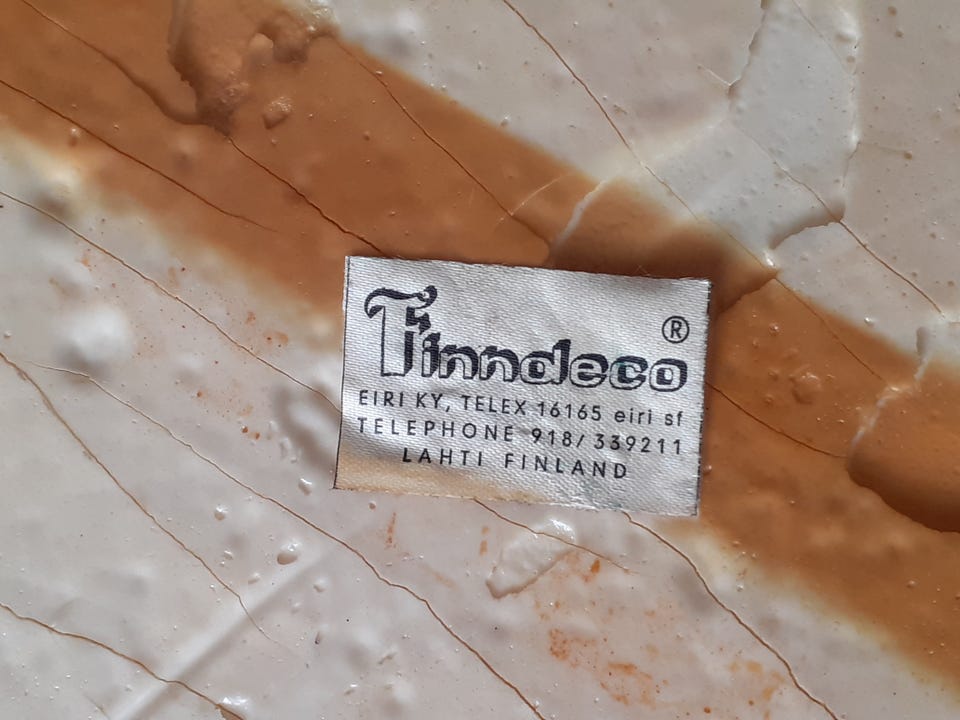 Finndeco ®
EIRI KY, TELEX 16165 eiri sf
TELEPHONE 918/339211
LAHTI FINLAND